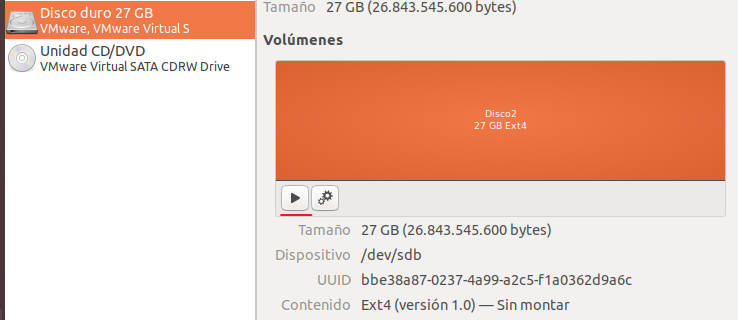 Disco duro 27 GB
VMware, VMware Virtual S
Unidad CD/DVD
VMware Virtual SATA CDRW Drive
Tamaño 27 GB (26.843.545.600 bytes)
Volúmenes
Disco2
27 GB Ext4
Tamaño 27 GB (26.843.545.600 bytes)
Dispositivo /dev/sdb
UUID bbe38a87-0237-4a99-a2c5-f1a0362d9a6c
Contenido Ext4 (versión 1.0) — Sin montar